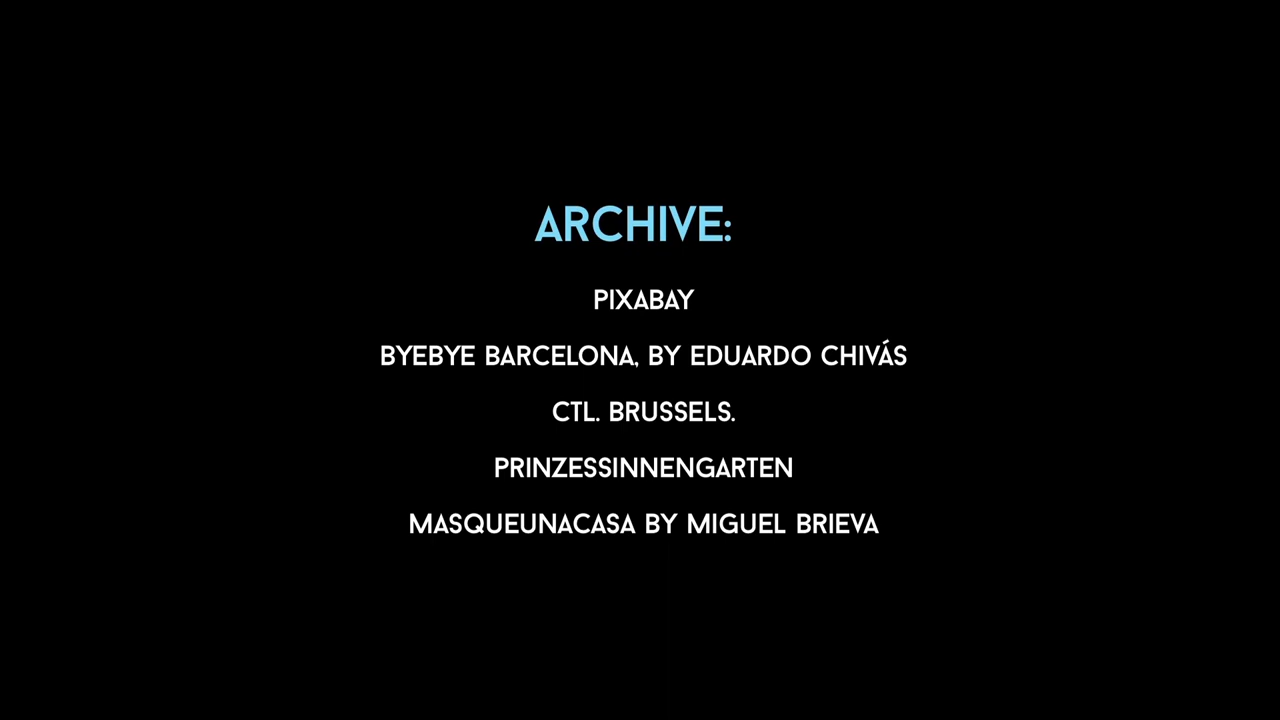 ARCHIVE:
PIXABAY
BYEBYE BARCELONA, BY EDUARDO CHIVÁS
CTL. BRUSSELS.
PRINZESSINNENGARTEN
MASQUEUNACASA BY MIGUEL BRIEVA